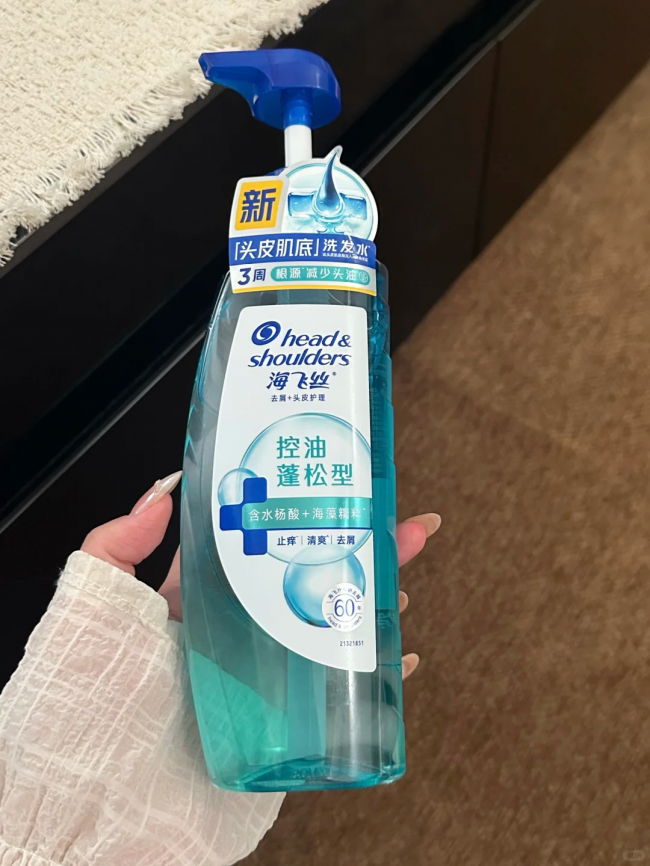 新
「头皮肌底」洗发水
3周 根源 减少头油
head &
shoulders
海飞丝®
去屑+头皮护理
控油
蓬松型
含水杨酸+海藻精粹
止痒 | 清爽 | 去屑
60
21321851